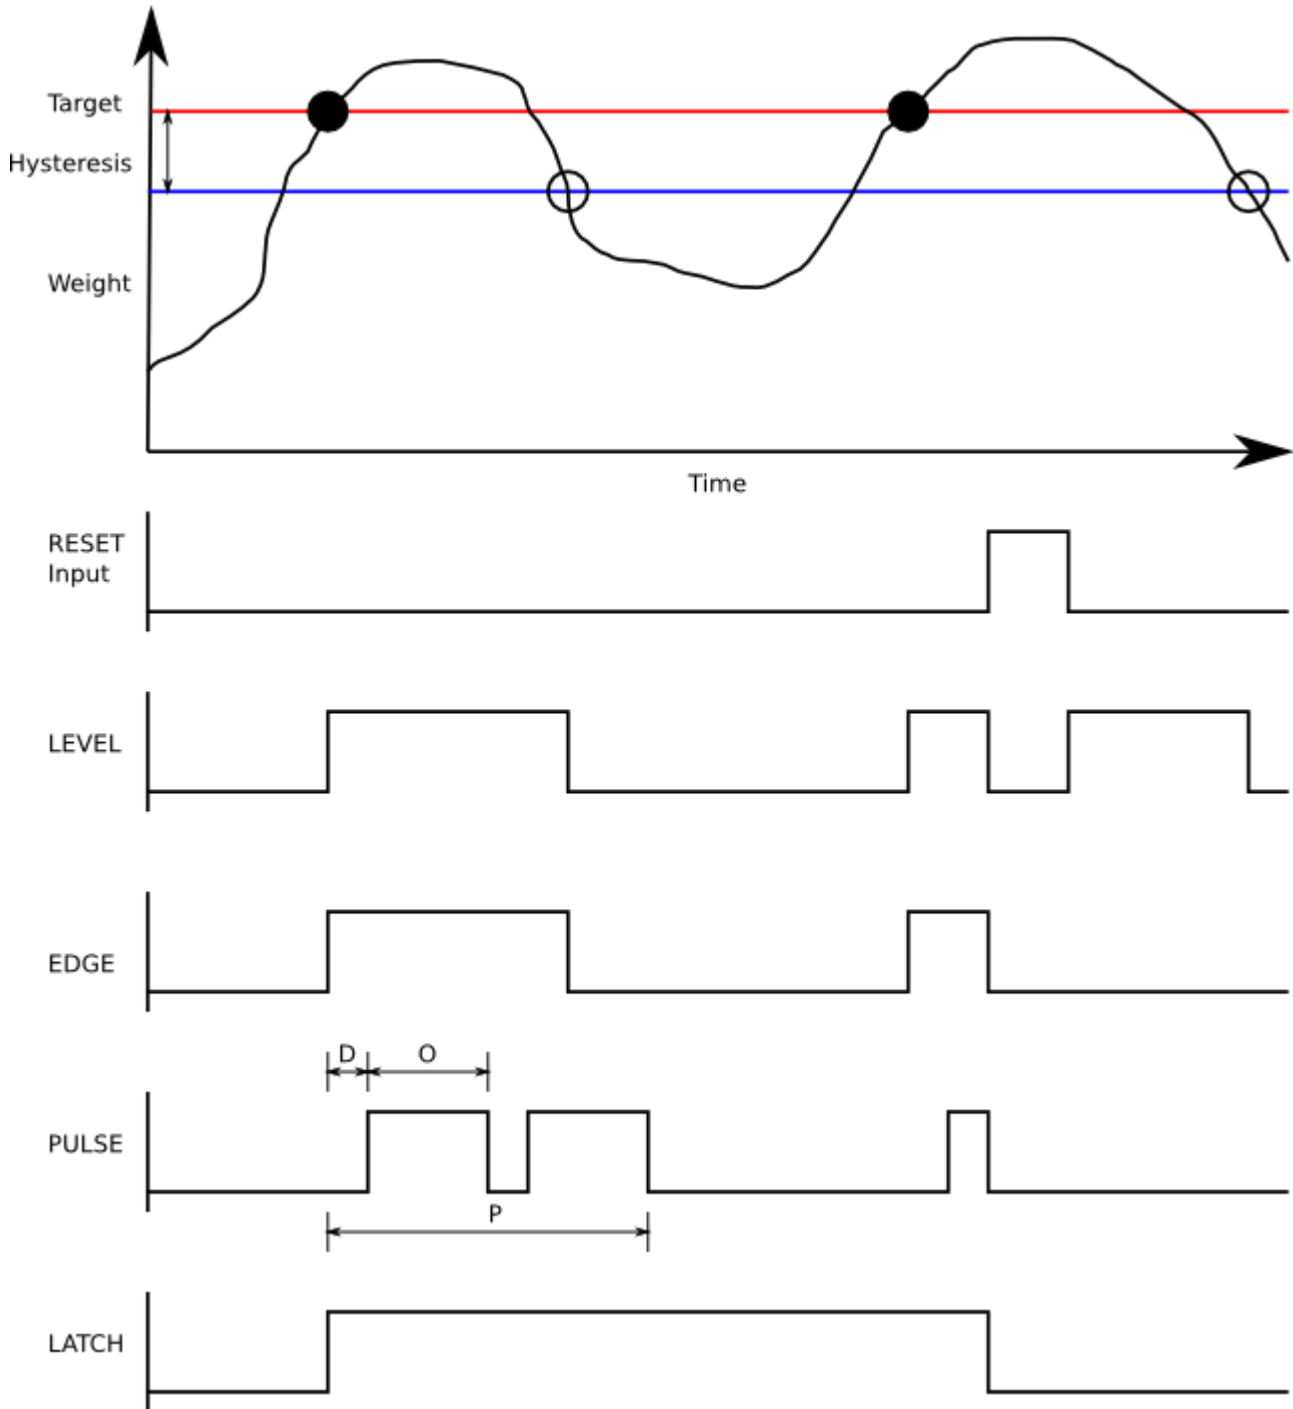 Target
Hysteresis
Weight
Time
RESET
Input
LEVEL
EDGE
D
O
PULSE
P
LATCH